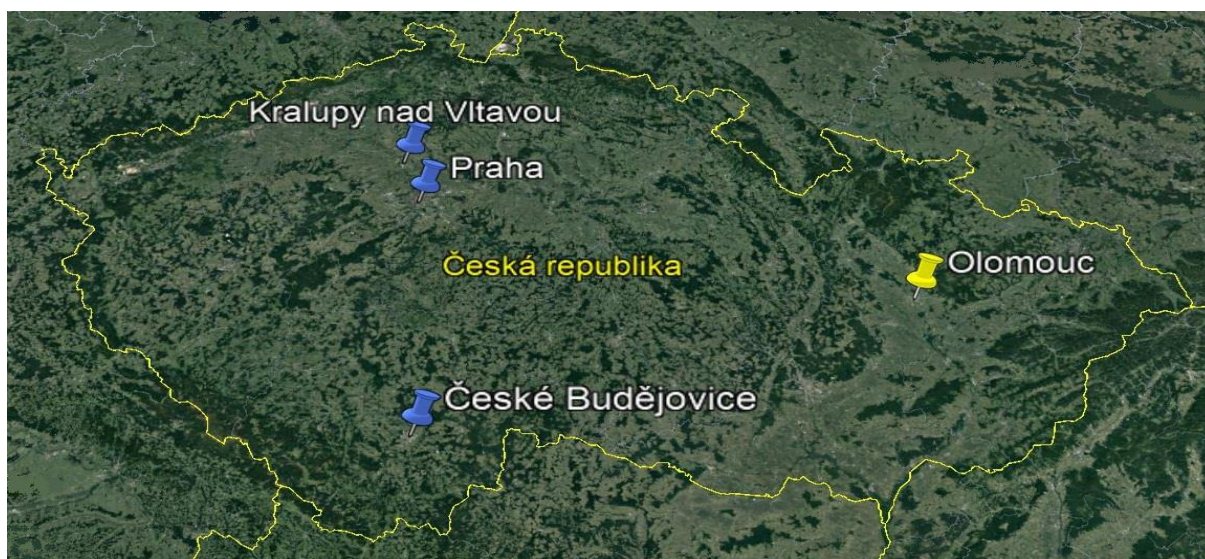 Kralupy nad Vltavou
Praha
Česká republika
Olomouc
České Budějovice